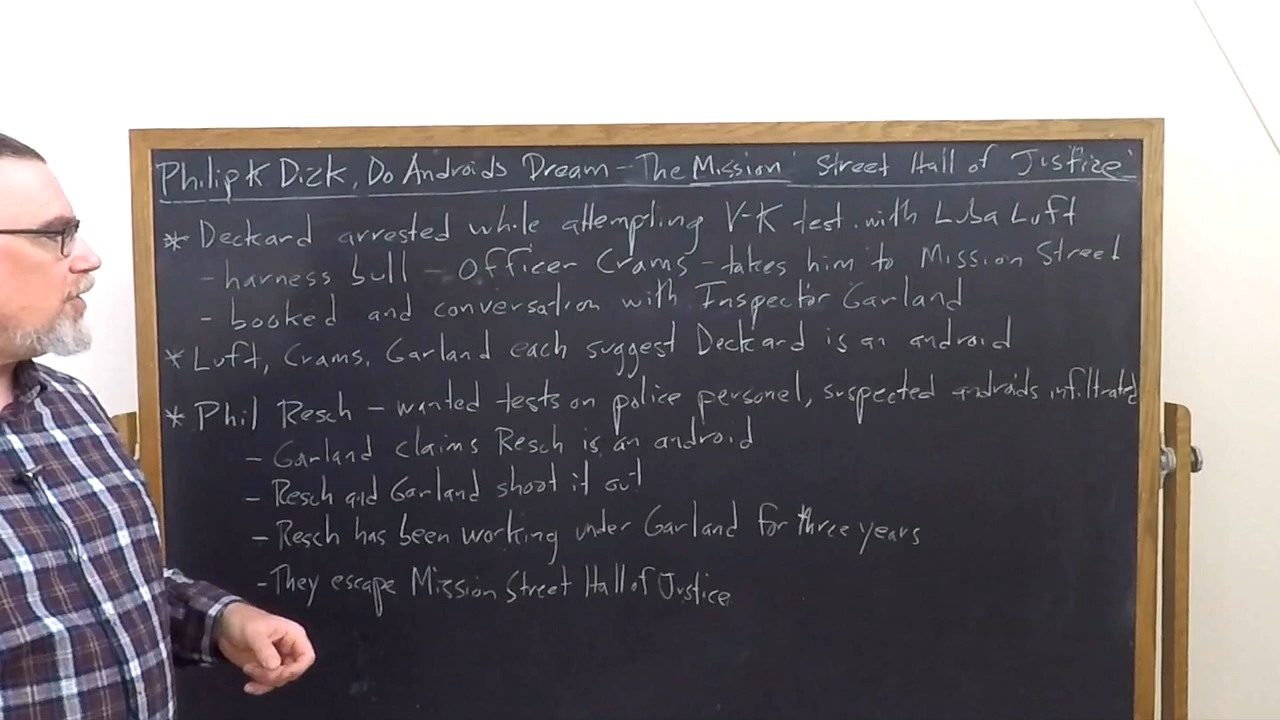 Philip K Dick, Do Androids Dream - The Mission Street Hall of Justice
* Deckard arrested while attempting V-K test with Luba Luft
- harness bull - Officer Crams - takes him to Mission Street
- booked and conversation with Inspector Garland
* Luft, Crams, Garland each suggest Deckard is an android
* Phil Resch - wanted tests on police personel, suspected androids infiltrated
- Garland claims Resch is an android
- Resch and Garland shoot it out
- Resch has been working under Garland for three years
- They escape Mission Street Hall of Justice